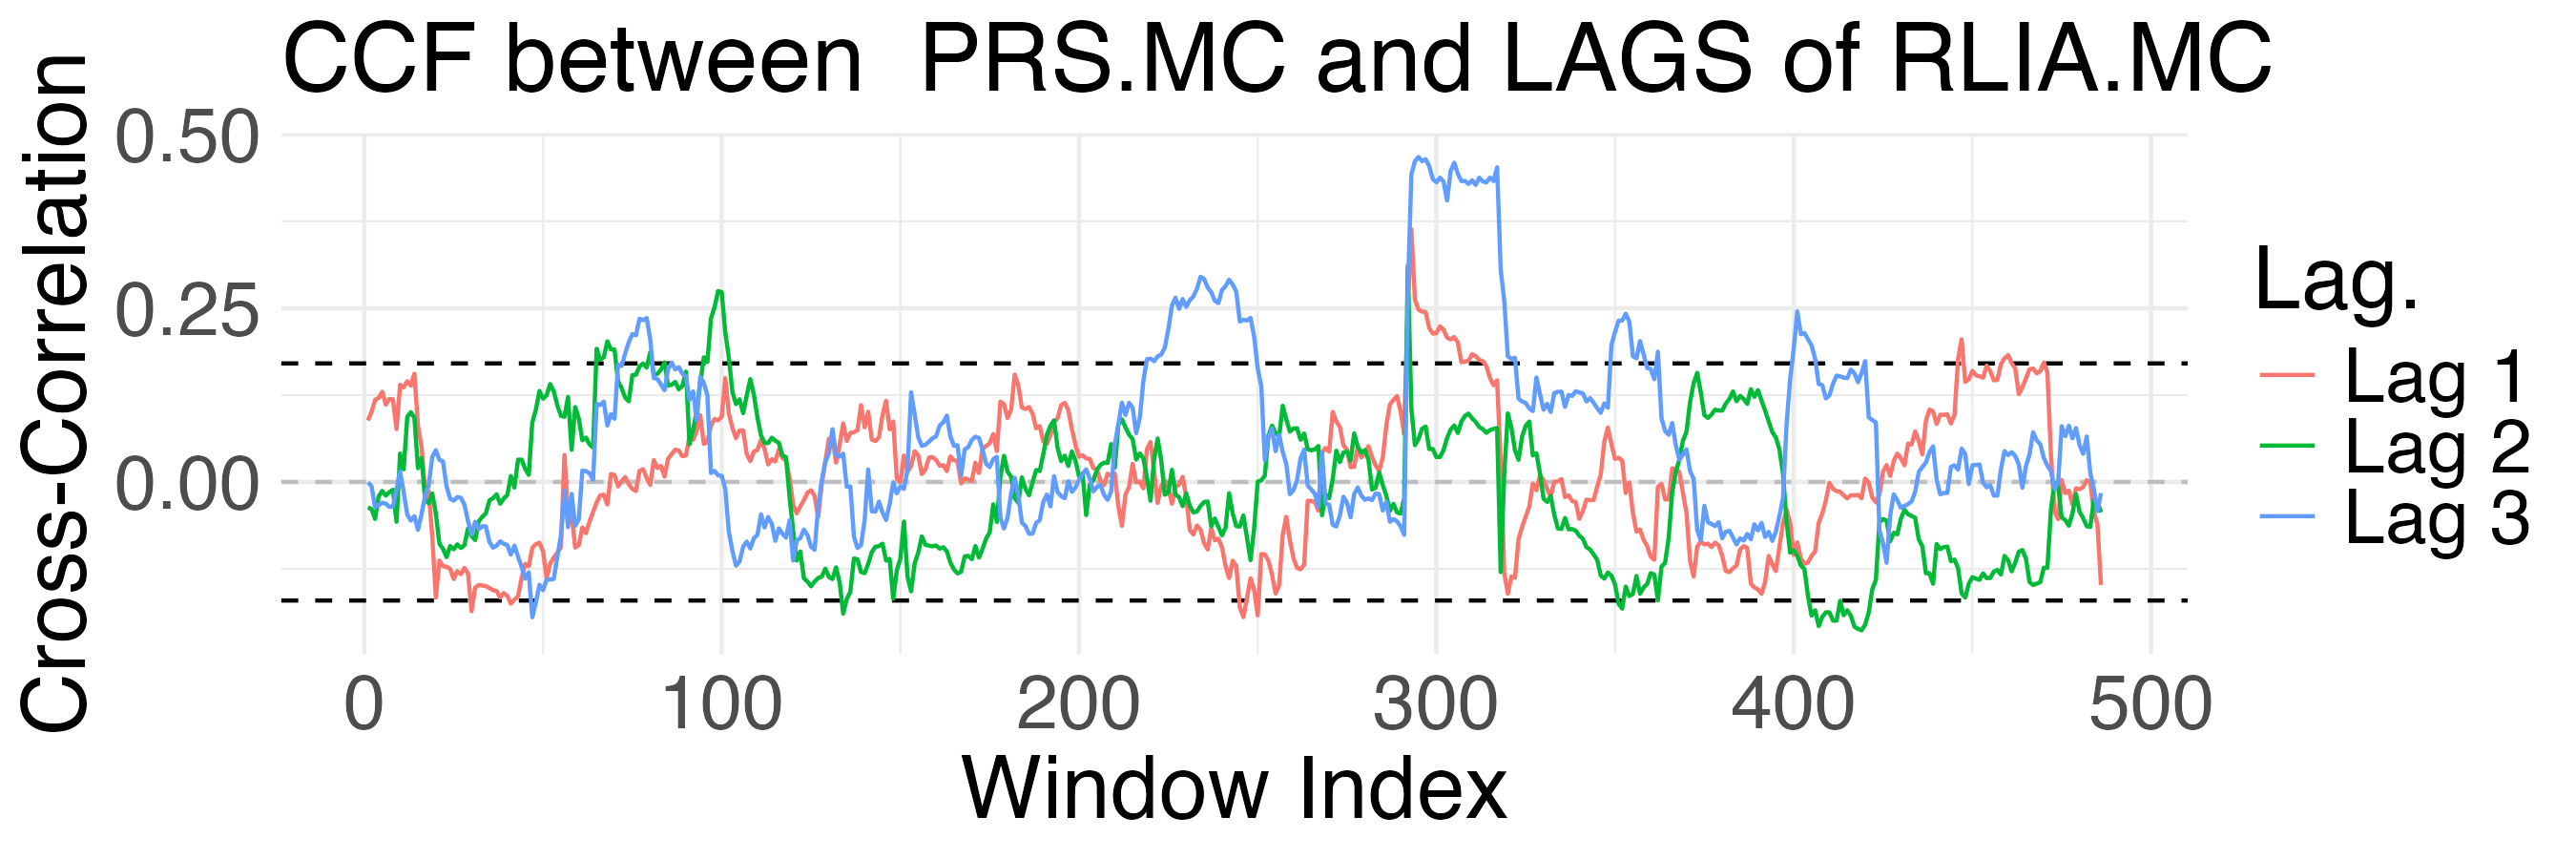 CCF between  PRS.MC and LAGS of RLIA.MC
Cross-Correlation
0.50
0.25
0.00
0 100 200 300 400 500
Window Index
Lag.
Lag 1
Lag 2
Lag 3